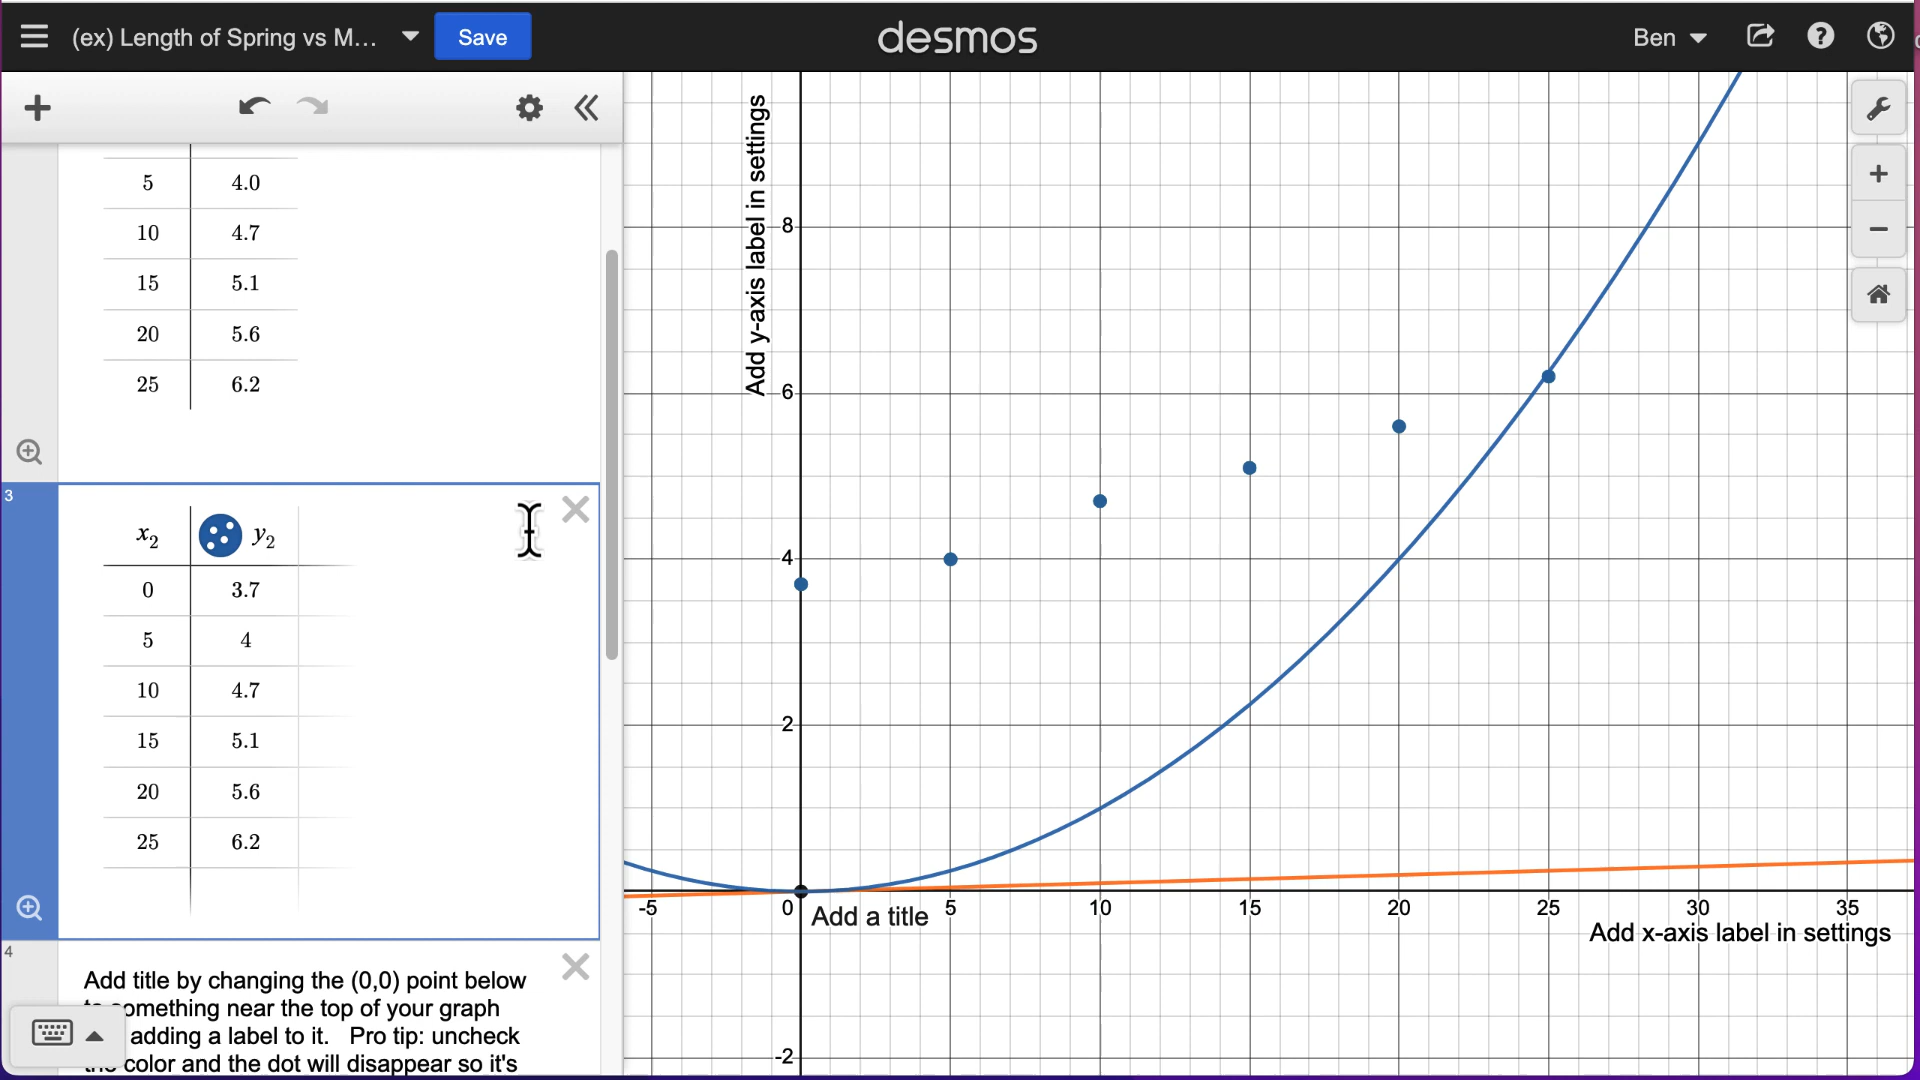 (ex) Length of Spring vs M...
Save
desmos
Ben
5 4.0
10 4.7
15 5.1
20 5.6
25 6.2
3
x₂ y₂
0 3.7
5 4
10 4.7
15 5.1
20 5.6
25 6.2
4
Add title by changing the (0,0) point below
something near the top of your graph
adding a label to it. Pro tip: uncheck
color and the dot will disappear so it's
Add y-axis label in settings
8
6
4
2
-2
-5 0 5 10 15 20 25 30 35
Add a title
Add x-axis label in settings